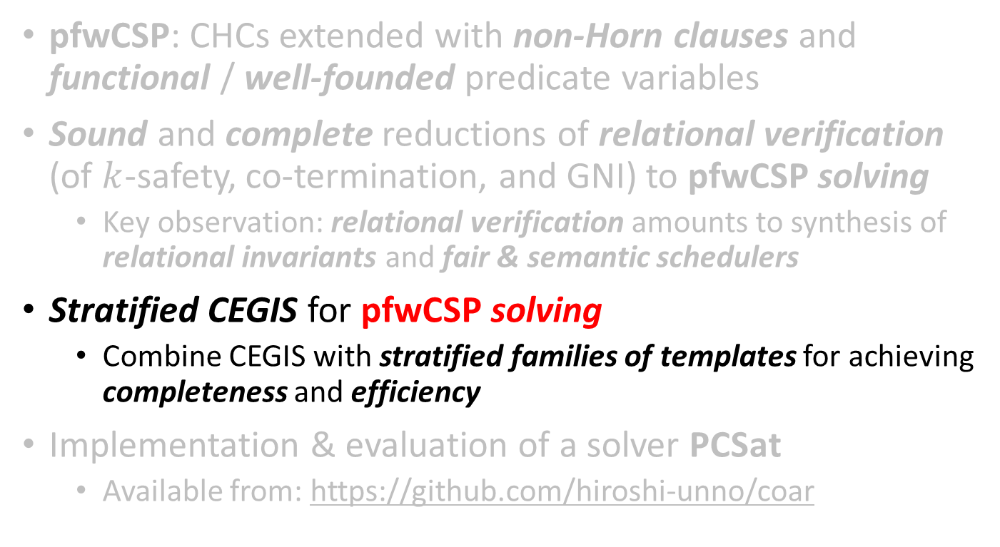 • pfwCSP: CHCs extended with non-Horn clauses and
functional / well-founded predicate variables
• Sound and complete reductions of relational verification
(of k-safety, co-termination, and GNI) to pfwCSP solving
• Key observation: relational verification amounts to synthesis of
relational invariants and fair & semantic schedulers
• Stratified CEGIS for pfwCSP solving
• Combine CEGIS with stratified families of templates for achieving
completeness and efficiency
• Implementation & evaluation of a solver PCSat
• Available from: https://github.com/hiroshi-unno/coar